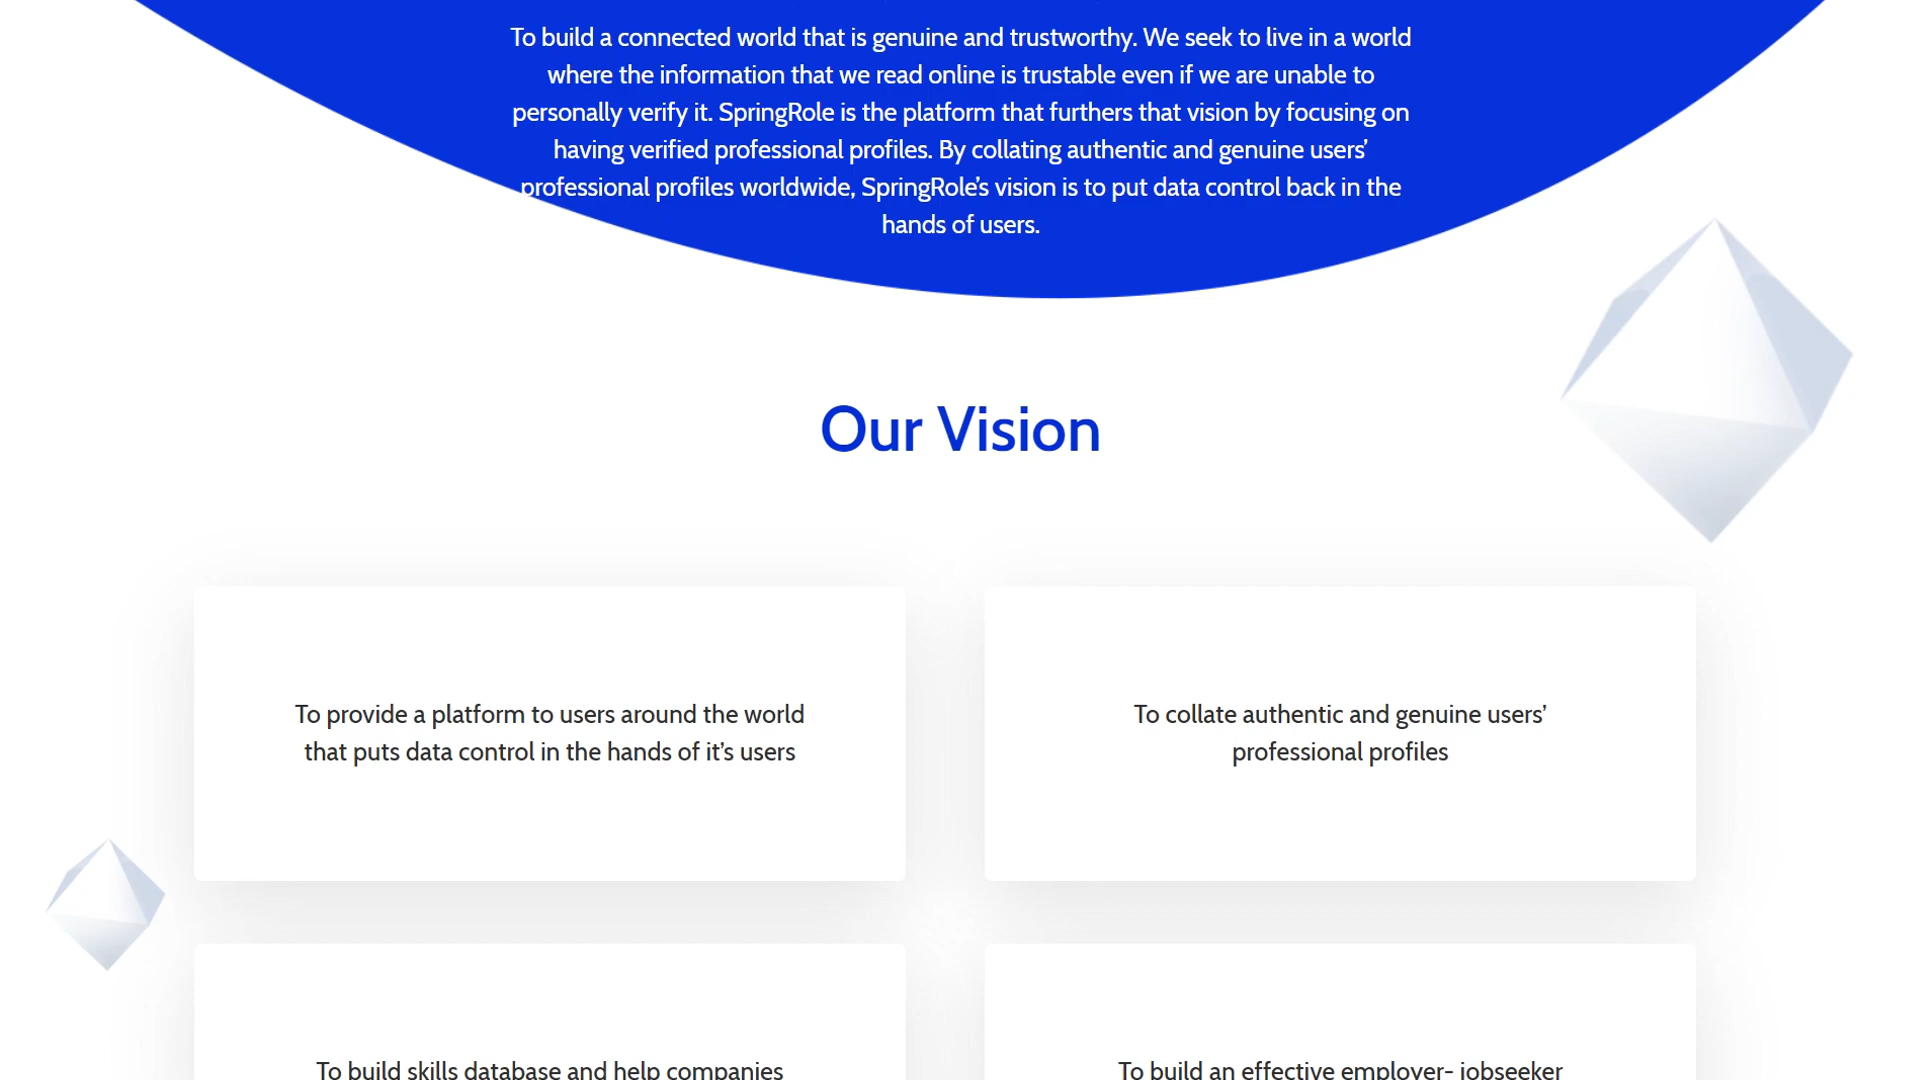 To build a connected world that is genuine and trustworthy. We seek to live in a world
where the information that we read online is trustable even if we are unable to
personally verify it. SpringRole is the platform that furthers that vision by focusing on
having verified professional profiles. By collating authentic and genuine users’
professional profiles worldwide, SpringRole’s vision is to put data control back in the
hands of users.
Our Vision
To provide a platform to users around the world
that puts data control in the hands of it’s users
To collate authentic and genuine users’
professional profiles
To build skills database and help companies
To build an effective employer- jobseeker